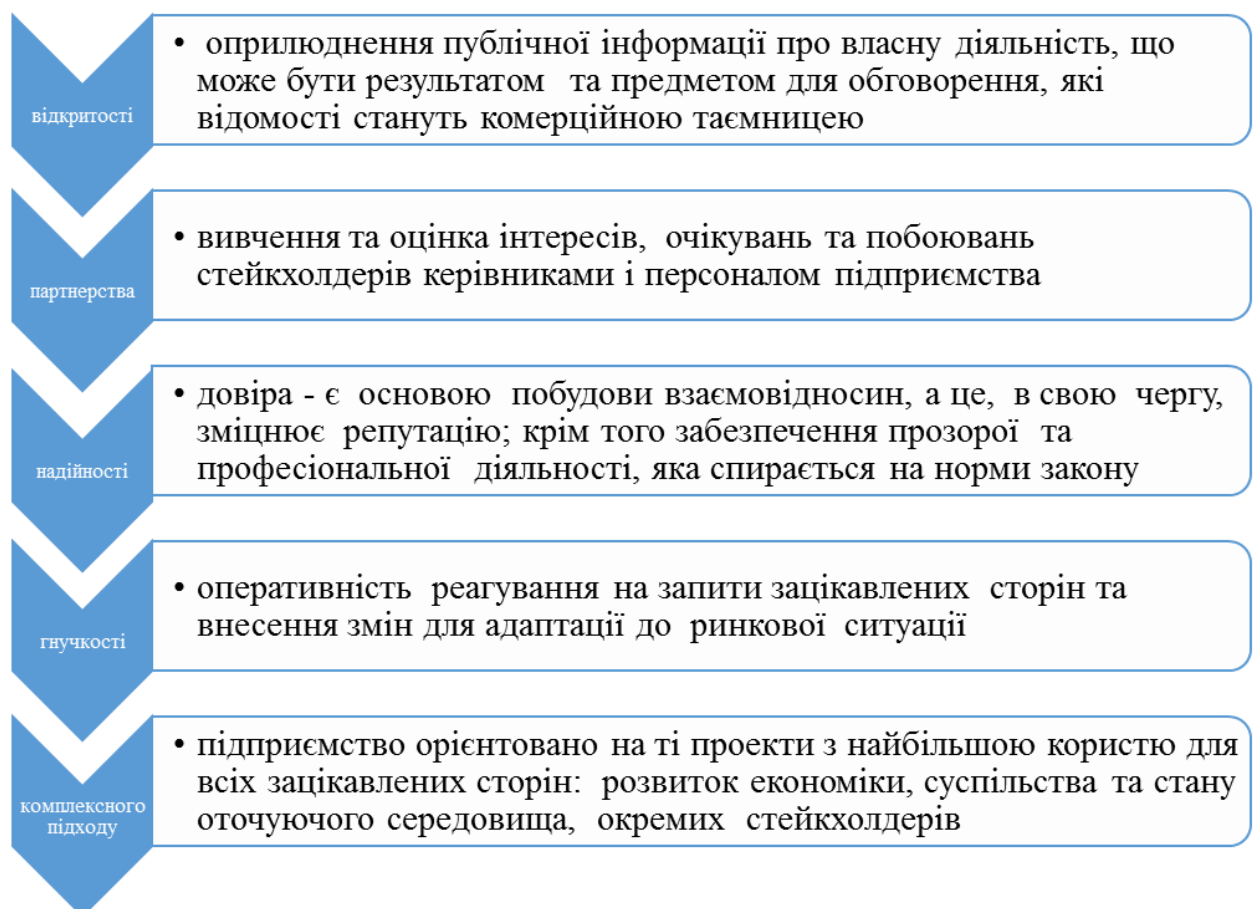 відкритості
• оприлюднення публічної інформації про власну діяльність, що
може бути результатом та предметом для обговорення, які
відомості стануть комерційною таємницею
партнерства
• вивчення та оцінка інтересів, очікувань та побоювань
стейкхолдерів керівниками і персоналом підприємства
надійності
• довіра - є основою побудови взаємовідносин, а це, в свою чергу,
зміцнює репутацію; крім того забезпечення прозорої та
професіональної діяльності, яка спирається на норми закону
гнучкості
• оперативність реагування на запити зацікавлених сторін та
внесення змін для адаптації до ринкової ситуації
комплексного
підходу
• підприємство орієнтовано на ті проекти з найбільшою користю для
всіх зацікавлених сторін: розвиток економіки, суспільства та стану
оточуючого середовища, окремих стейкхолдерів